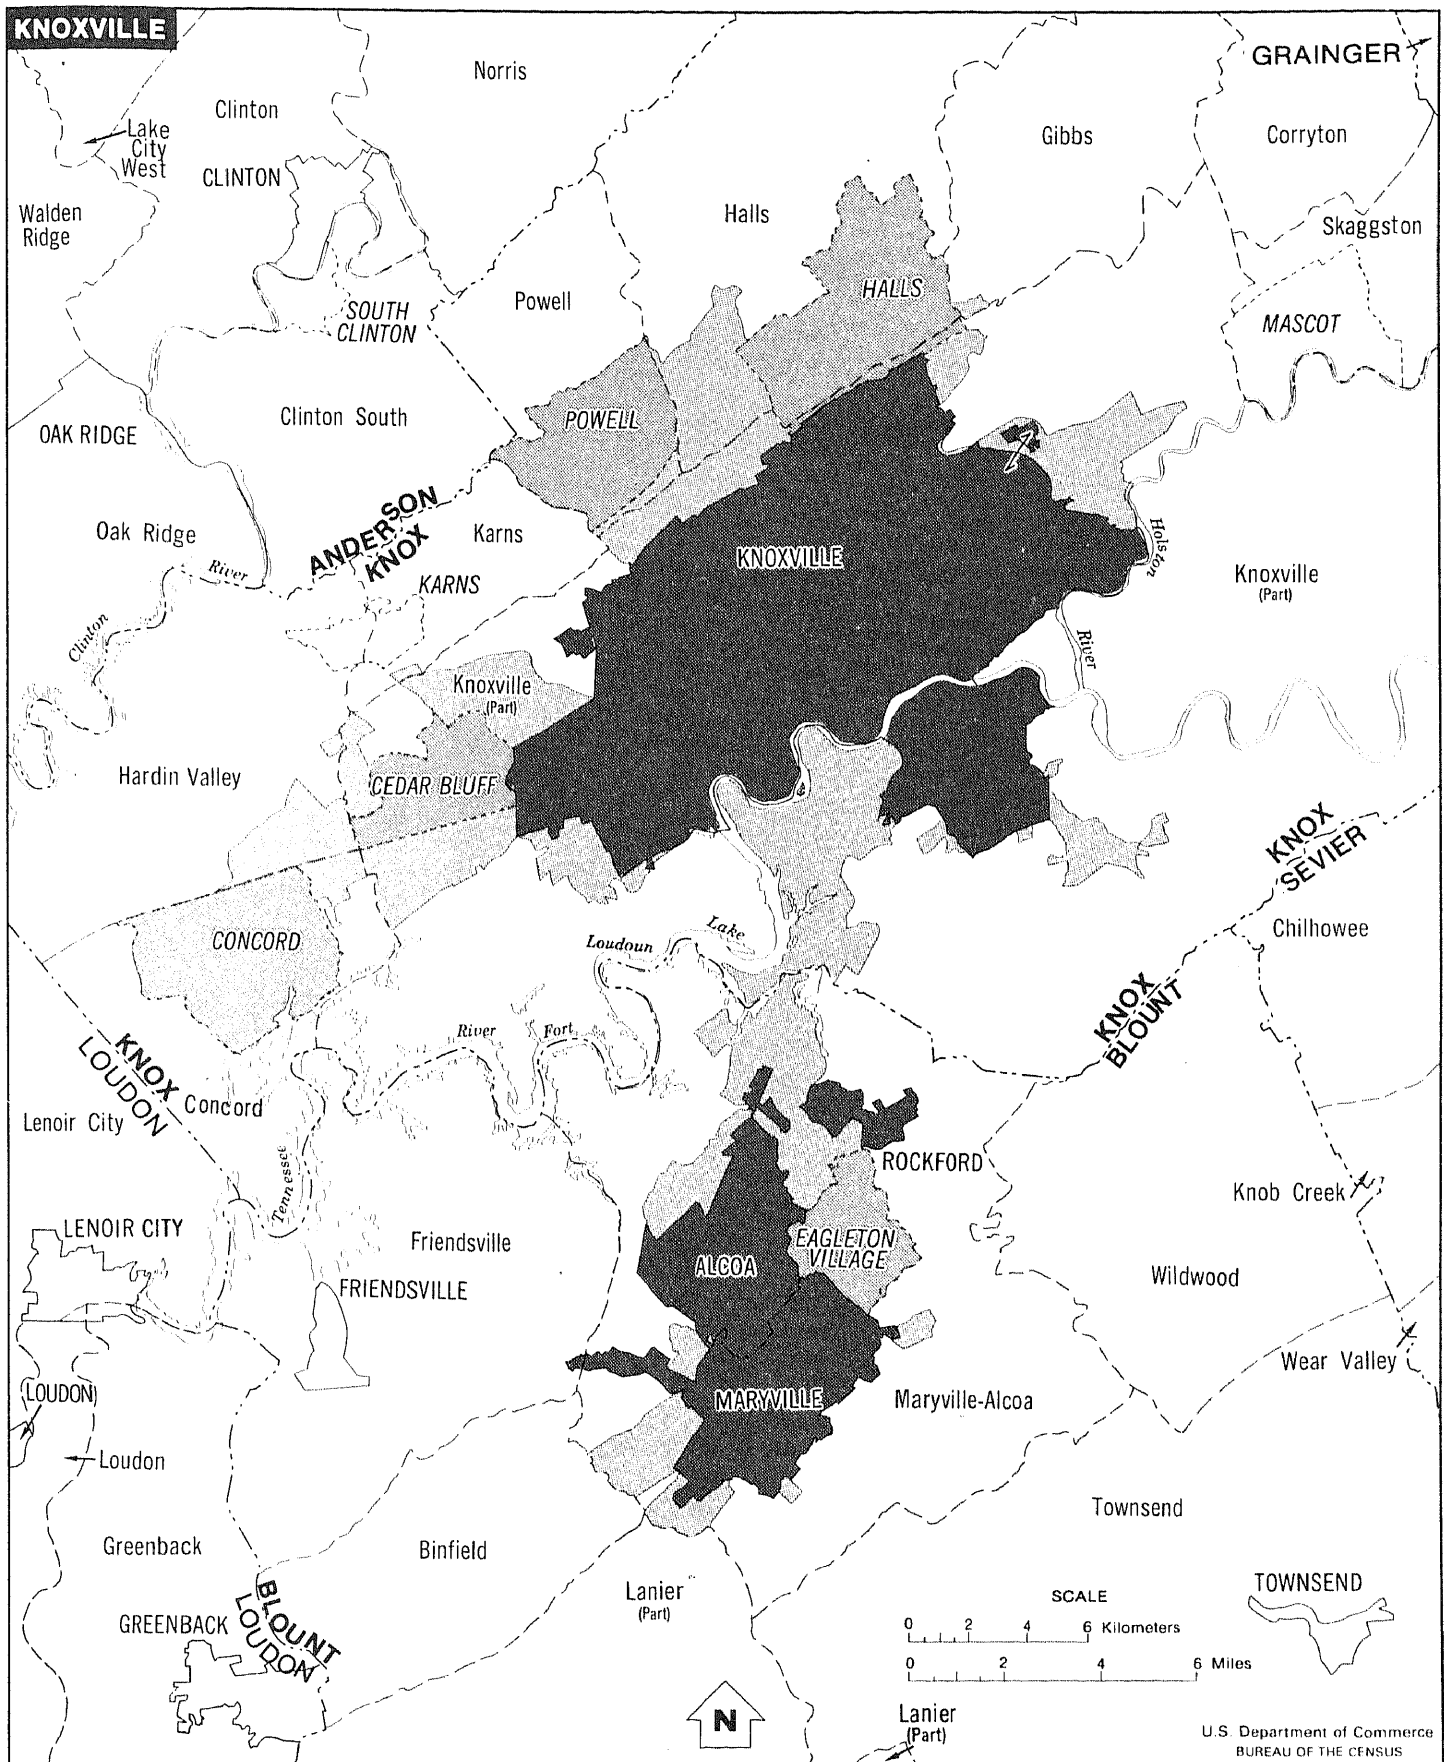 KNOXVILLE
GRAINGER
Norris
Clinton
Lake
City
West
CLINTON
Gibbs
Corryton
Walden
Ridge
Halls
Skaggston
HALLS
Powell
SOUTH
CLINTON
MASCOT
POWELL
Clinton South
OAK RIDGE
ANDERSON
KNOX
Oak Ridge
Karns
River
KARNS
KNOXVILLE
Holston
Knoxville
(Part)
Clinton
River
Knoxville
(Part)
Hardin Valley
CEDAR BLUFF
KNOX
SEVIER
CONCORD
Loudoun
Lake
Chilhowee
KNOX
BLOUNT
River
Fort
KNOX
LOUDON
Concord
Lenoir City
Tennessee
ROCKFORD
Knob Creek
LENOIR CITY
Friendsville
EAGLETON
VILLAGE
ALCOA
Wildwood
FRIENDSVILLE
Wear Valley
LOUDON
MARYVILLE
Maryville-Alcoa
Loudon
Townsend
Greenback
Binfield
BLOUNT
LOUDON
Lanier
(Part)
TOWNSEND
GREENBACK
SCALE
0 2 4 6 Kilometers
0 2 4 6 Miles
N
Lanier
(Part)
U.S. Department of Commerce
BUREAU OF THE CENSUS